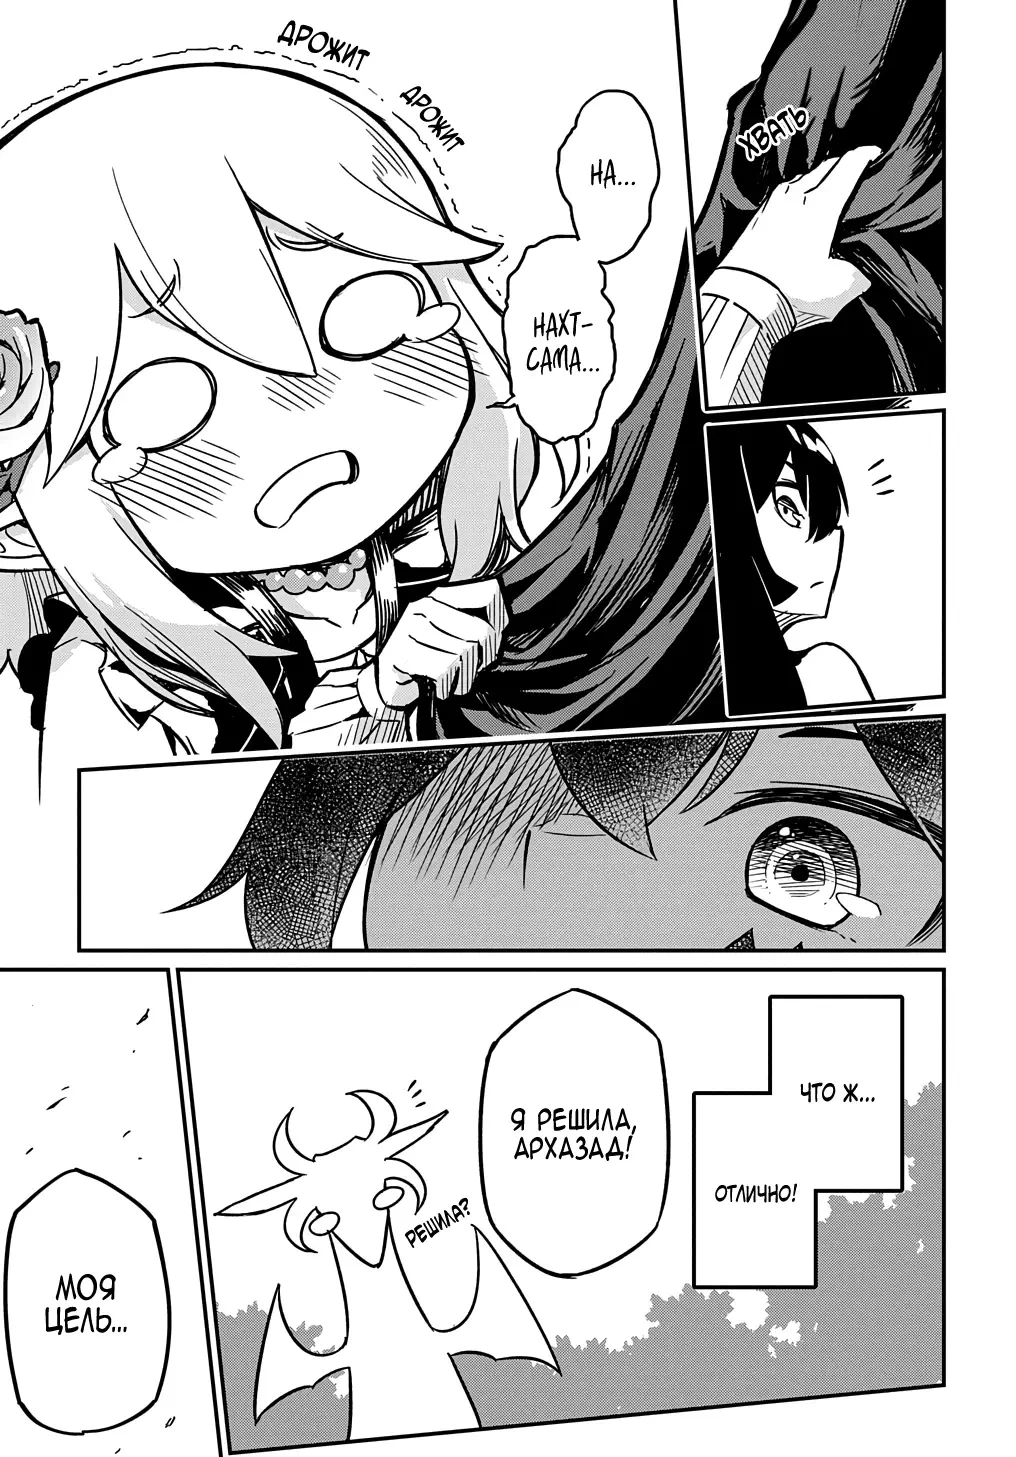 ХВАТЬ
ДРОЖИТ
ДРОЖИТ
НА...
НАХТ-
САМА...
ЧТО Ж...
ОТЛИЧНО!
Я РЕШИЛА,
АРХАЗАД!
РЕШИЛА?
МОЯ
ЦЕЛЬ...